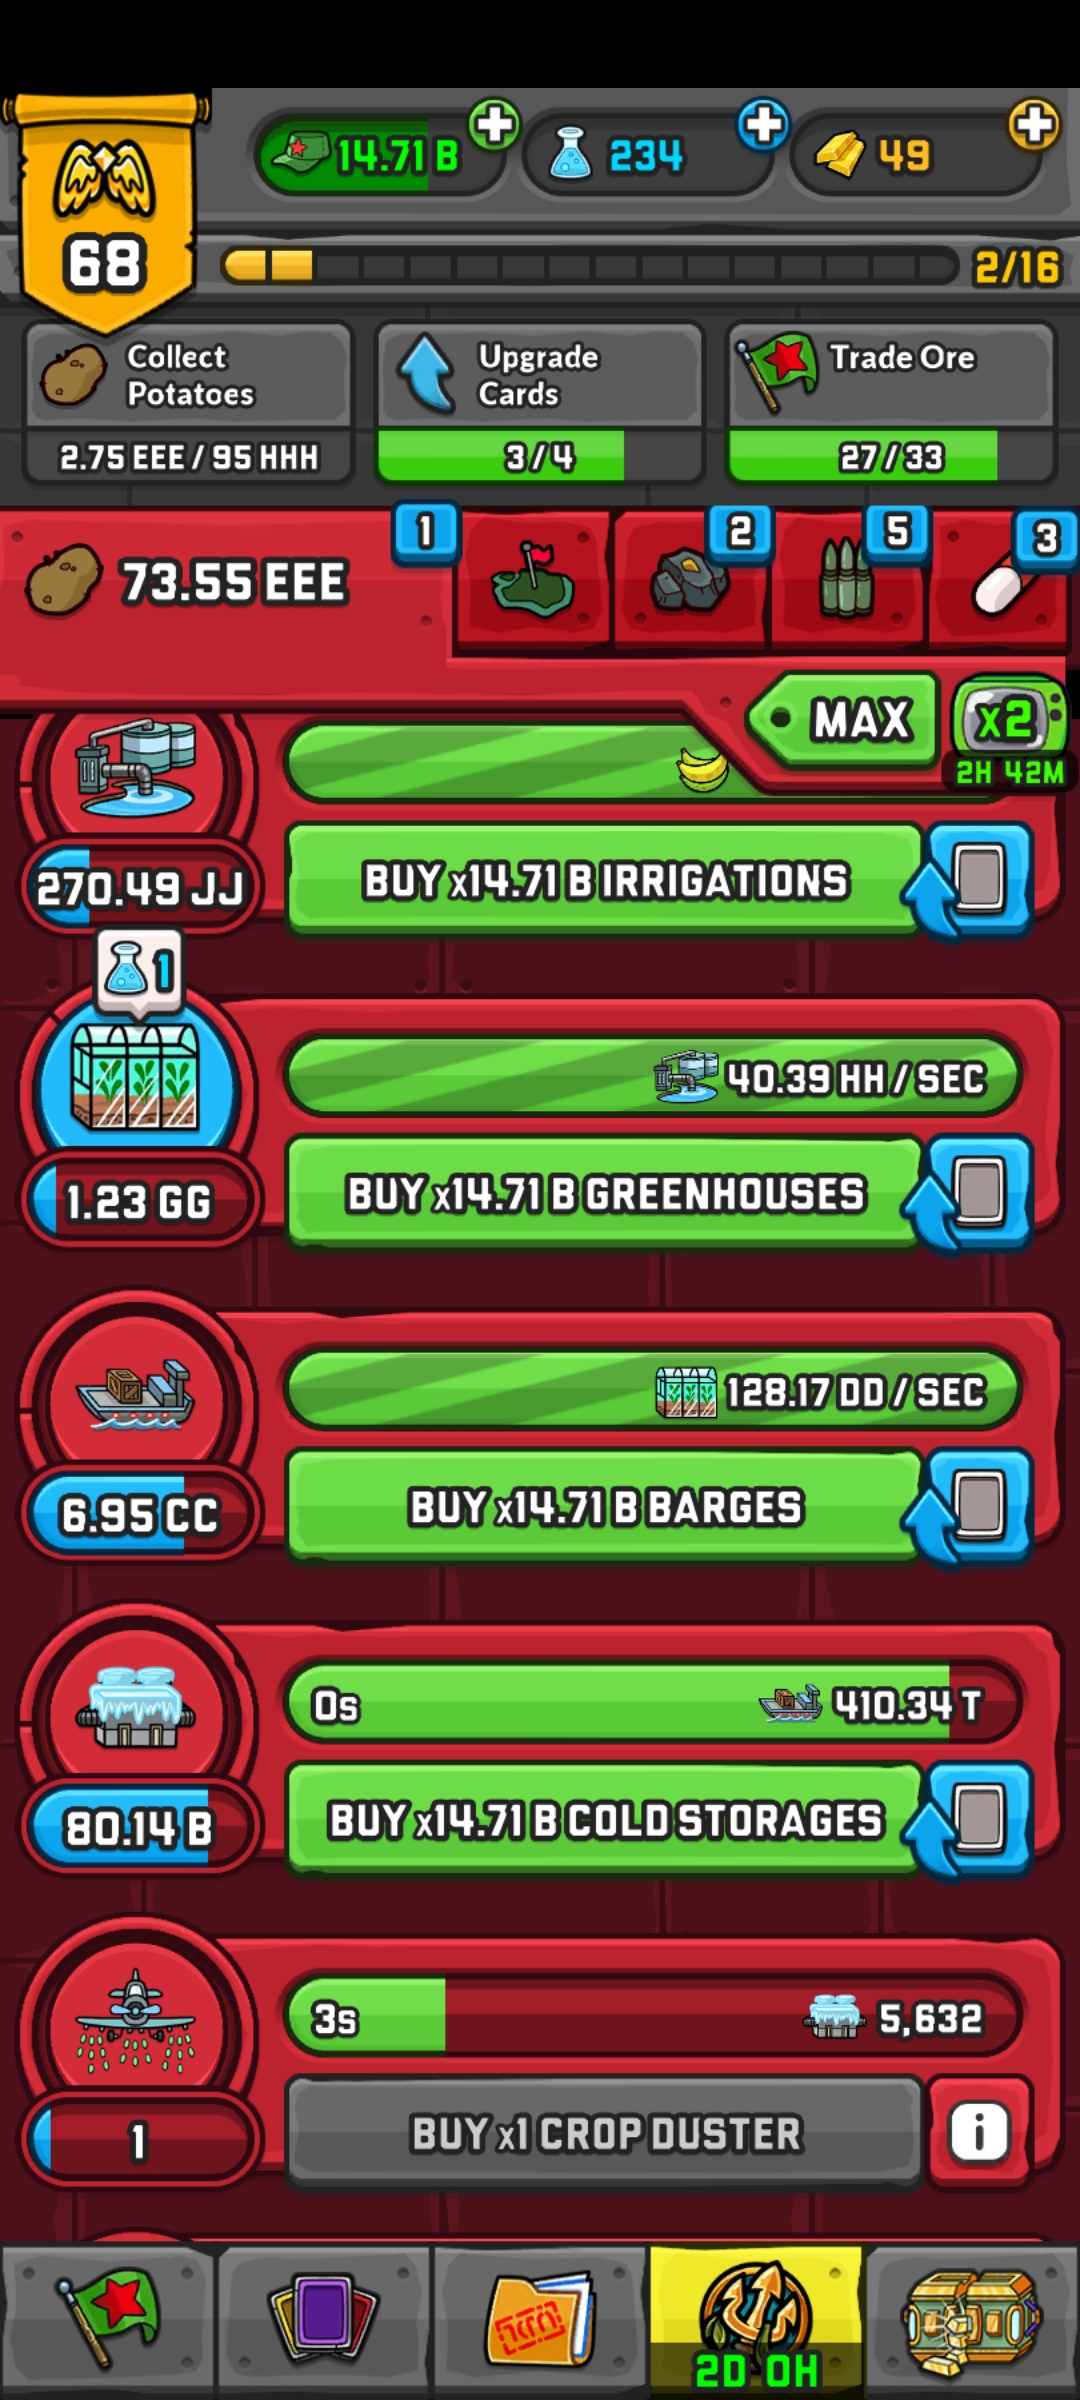 14.71 B
234
49
68
2/16
Collect
Potatoes
2.75 EEE / 95 HHH
Upgrade
Cards
3/4
Trade Ore
27/33
73.55 EEE
1
2
5
3
MAX
x2
2H 42M
270.49 JJ
BUY x14.71 B IRRIGATIONS
1
40.39 HH / SEC
1.23 GG
BUY x14.71 B GREENHOUSES
128.17 DD / SEC
6.95 CC
BUY x14.71 B BARGES
0s
410.34 T
80.14 B
BUY x14.71 B COLD STORAGES
3s
5,632
1
BUY x1 CROP DUSTER
i
2D 0H